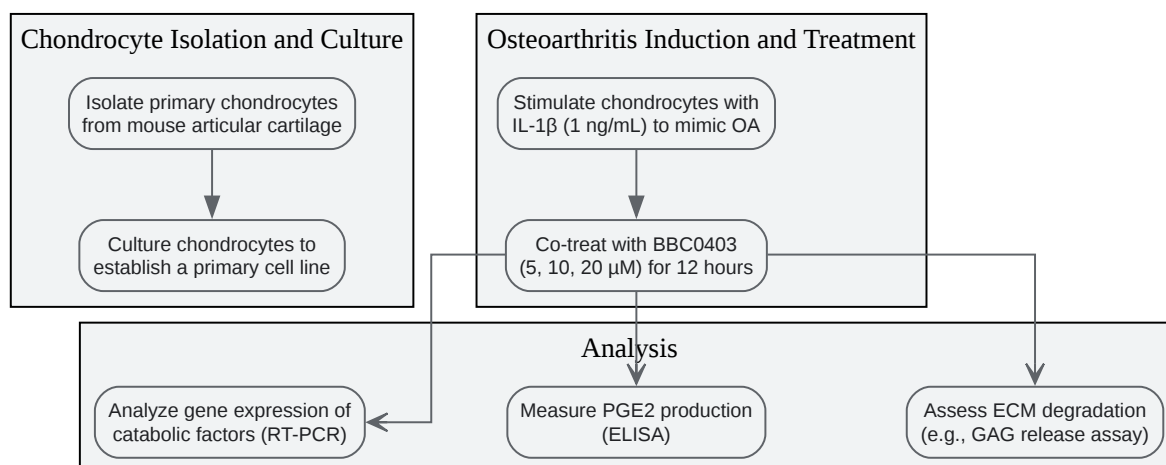 Chondrocyte Isolation and Culture
Isolate primary chondrocytes
from mouse articular cartilage
Culture chondrocytes to
establish a primary cell line
Osteoarthritis Induction and Treatment
Stimulate chondrocytes with
IL-1β (1 ng/mL) to mimic OA
Co-treat with BBC0403
(5, 10, 20 µM) for 12 hours
Analysis
Analyze gene expression of
catabolic factors (RT-PCR)
Measure PGE2 production
(ELISA)
Assess ECM degradation
(e.g., GAG release assay)